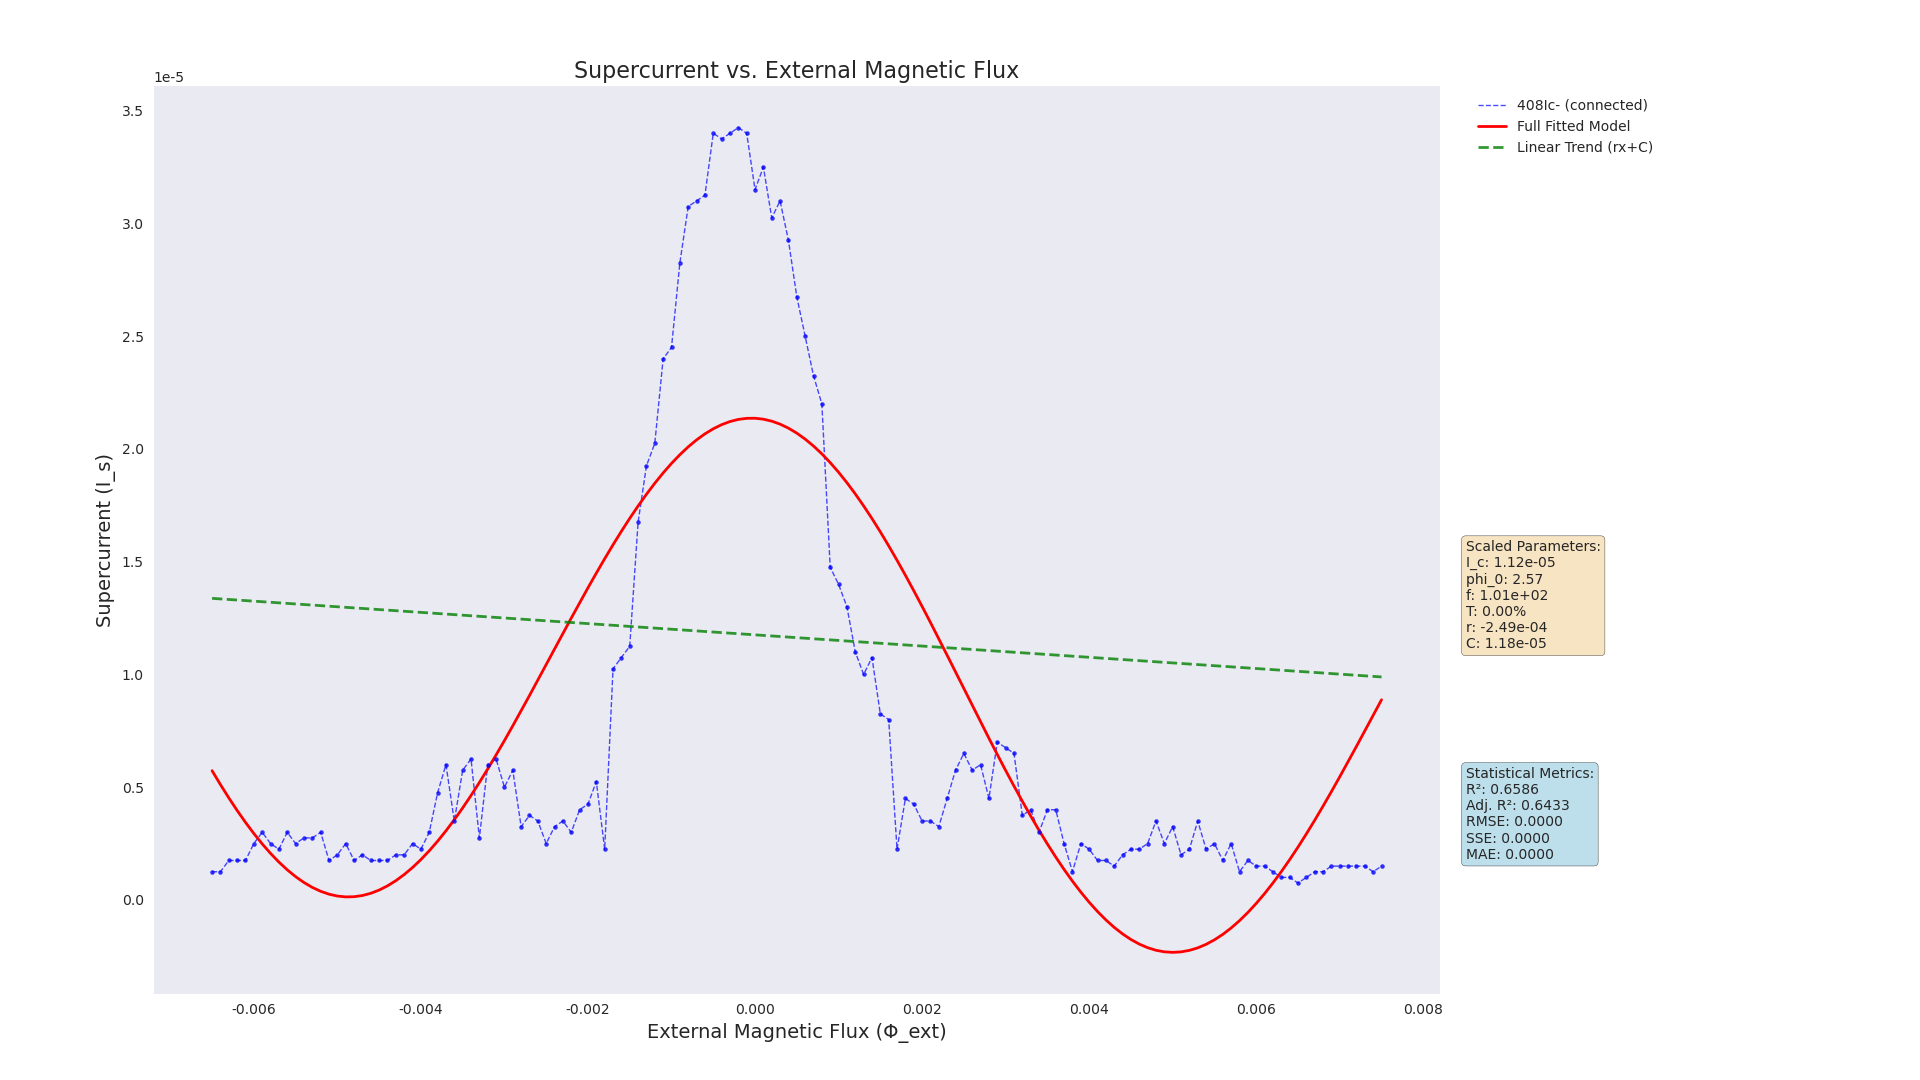 Supercurrent vs. External Magnetic Flux
1e-5
3.5
3.0
2.5
2.0
1.5
1.0
0.5
0.0
Supercurrent (I_s)
-0.006
-0.004
-0.002
0.000
0.002
0.004
0.006
0.008
External Magnetic Flux (Φ_ext)
408Ic- (connected)
Full Fitted Model
Linear Trend (rx+C)
Scaled Parameters:
I_c: 1.12e-05
phi_0: 2.57
f: 1.01e+02
T: 0.00%
r: -2.49e-04
C: 1.18e-05
Statistical Metrics:
R²: 0.6586
Adj. R²: 0.6433
RMSE: 0.0000
SSE: 0.0000
MAE: 0.0000